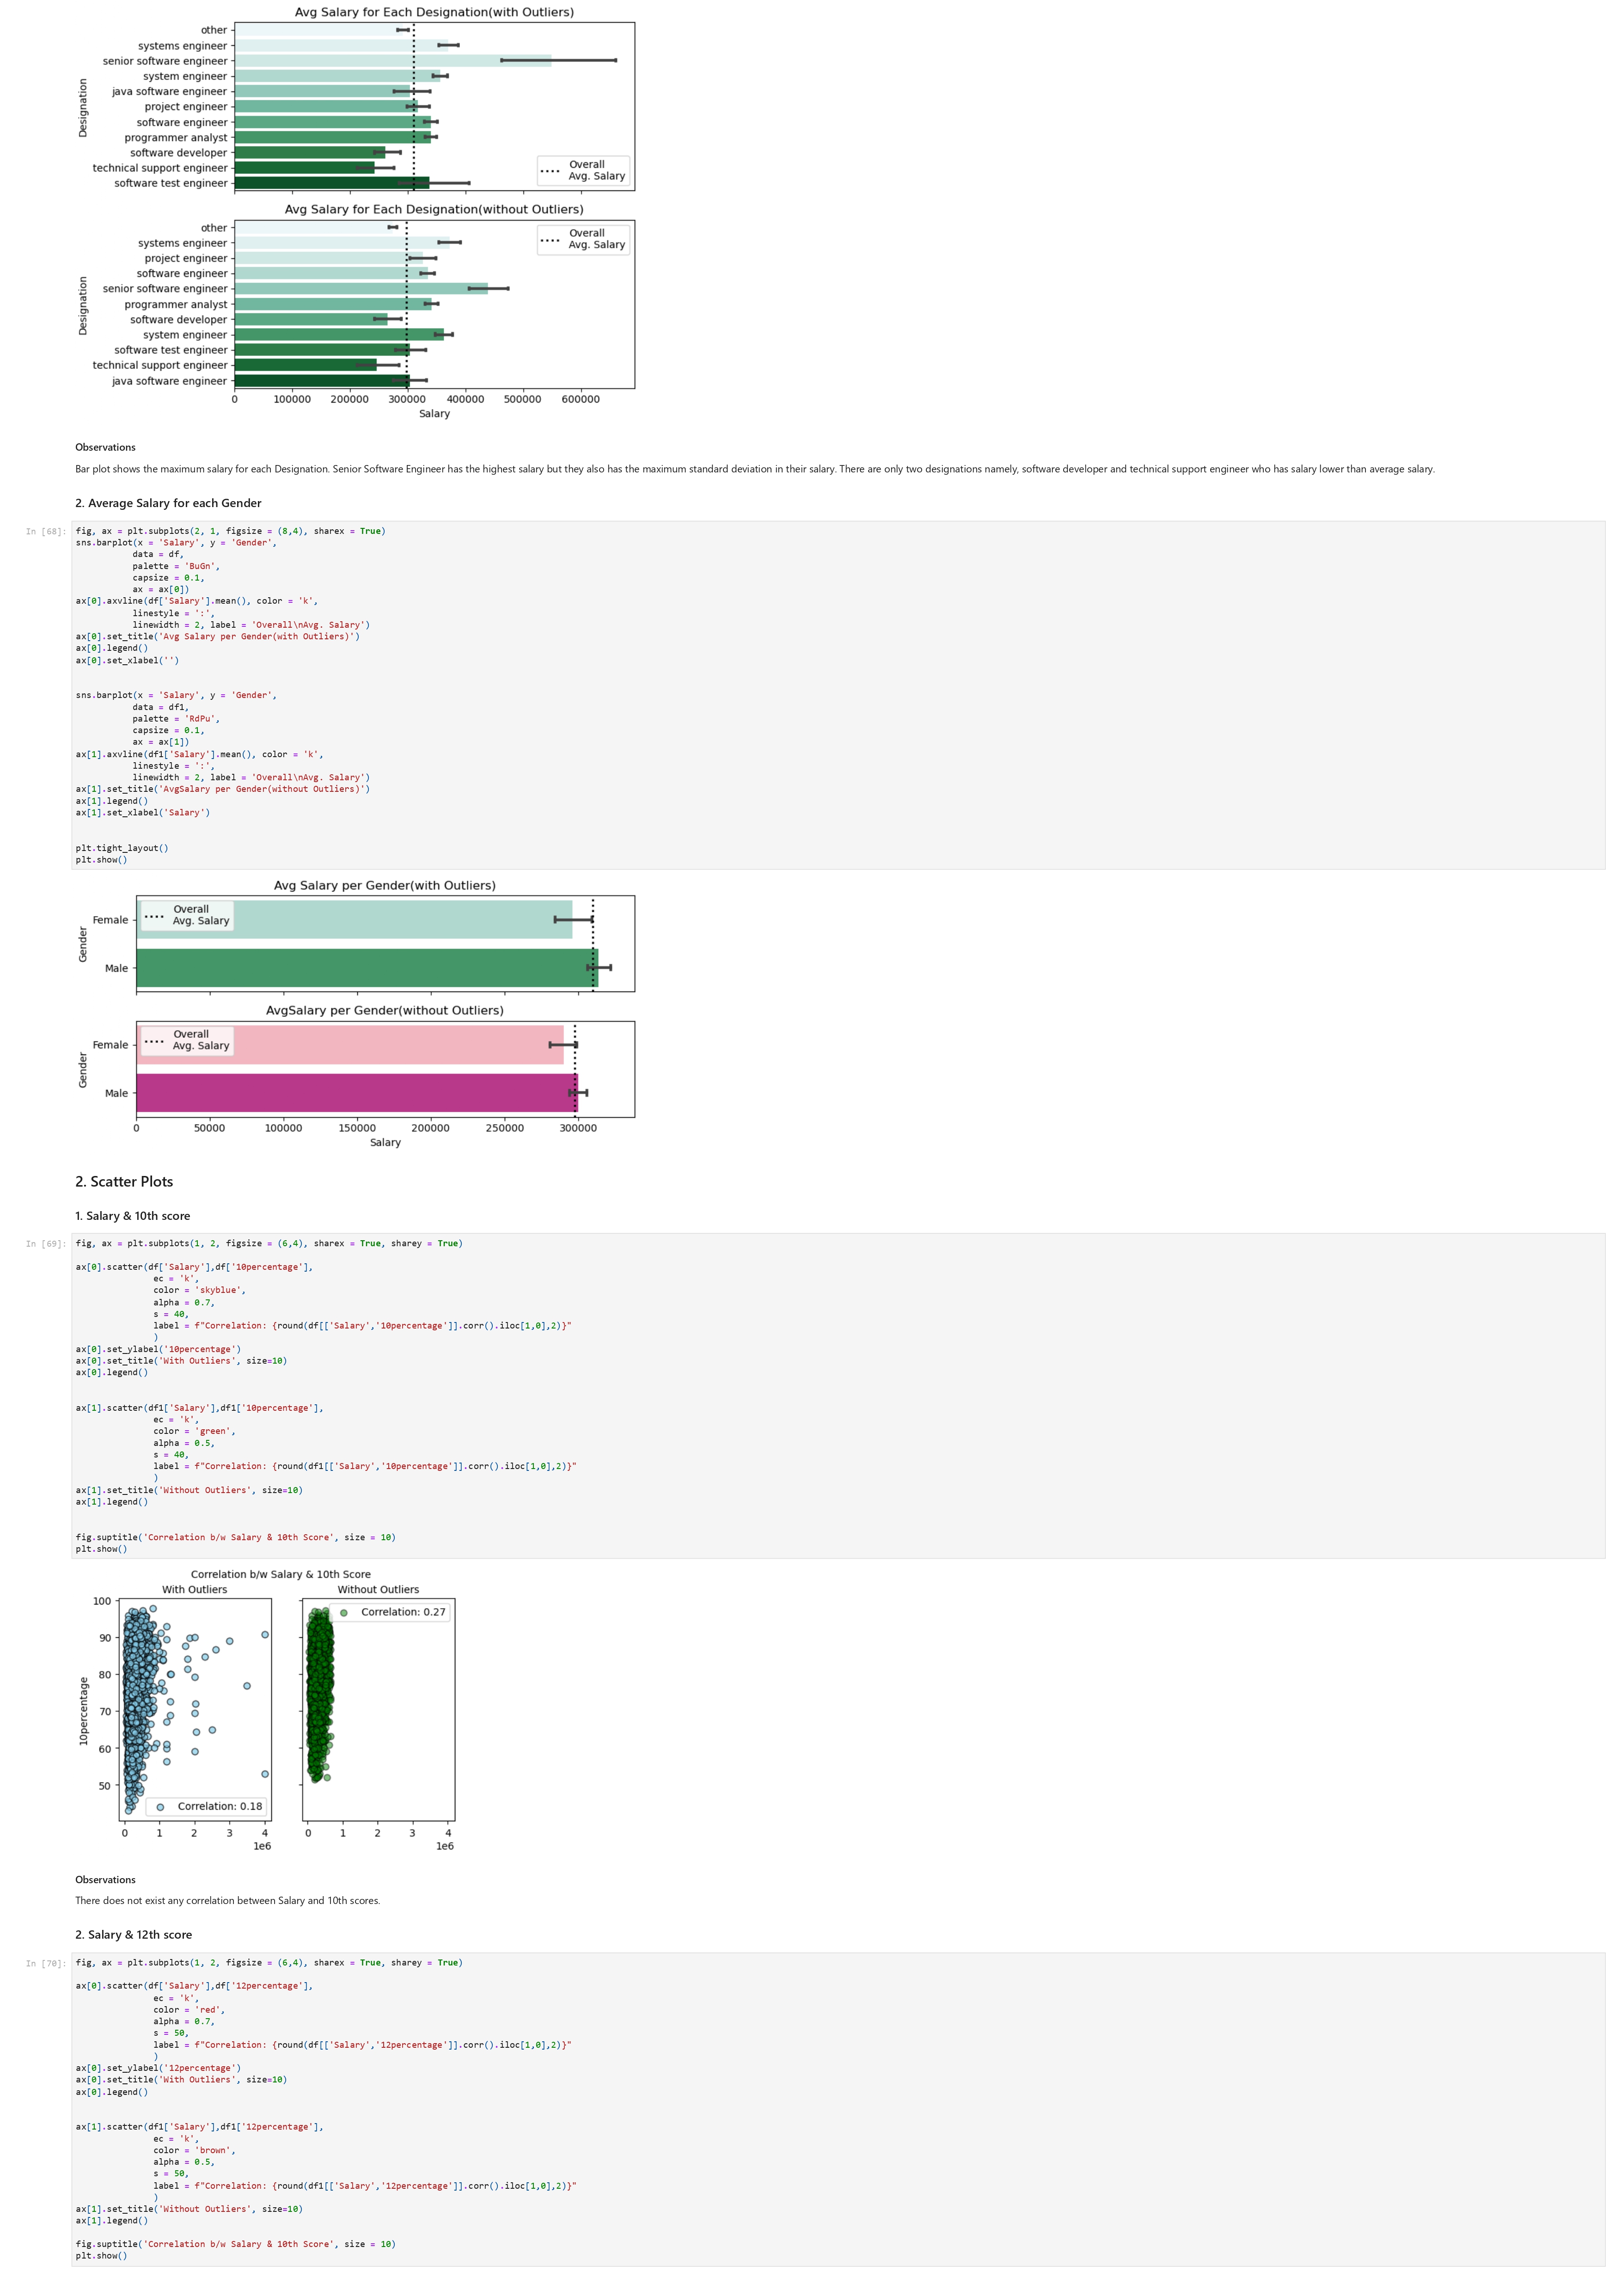 Avg Salary for Each Designation(with Outliers)
other
systems engineer
senior software engineer
system engineer
java software engineer
project engineer
software engineer
programmer analyst
software developer
technical support engineer
software test engineer
Designation
Overall
Avg. Salary
Avg Salary for Each Designation(without Outliers)
other
systems engineer
project engineer
software engineer
senior software engineer
programmer analyst
software developer
system engineer
software test engineer
technical support engineer
java software engineer
Designation
Overall
Avg. Salary
0 100000 200000 300000 400000 500000 600000
Salary
Observations
Bar plot shows the maximum salary for each Designation. Senior Software Engineer has the highest salary but they also has the maximum standard deviation in their salary. There are only two designations namely, software developer and technical support engineer who has salary lower than average salary.
2. Average Salary for each Gender
In [68]:
fig, ax = plt.subplots(2, 1, figsize = (8,4), sharex = True)
sns.barplot(x = 'Salary', y = 'Gender',
data = df,
palette = 'BuGn',
capsize = 0.1,
ax = ax[0])
ax[0].axvline(df['Salary'].mean(), color = 'k',
linestyle = ':',
linewidth = 2, label = 'Overall\nAvg. Salary')
ax[0].set_title('Avg Salary per Gender(with Outliers)')
ax[0].legend()
ax[0].set_xlabel('')
sns.barplot(x = 'Salary', y = 'Gender',
data = df1,
palette = 'RdPu',
capsize = 0.1,
ax = ax[1])
ax[1].axvline(df1['Salary'].mean(), color = 'k',
linestyle = ':',
linewidth = 2, label = 'Overall\nAvg. Salary')
ax[1].set_title('AvgSalary per Gender(without Outliers)')
ax[1].legend()
ax[1].set_xlabel('Salary')
plt.tight_layout()
plt.show()
Avg Salary per Gender(with Outliers)
Overall
Avg. Salary
Female
Male
Gender
AvgSalary per Gender(without Outliers)
Overall
Avg. Salary
Female
Male
Gender
0 50000 100000 150000 200000 250000 300000
Salary
2. Scatter Plots
1. Salary & 10th score
In [69]:
fig, ax = plt.subplots(1, 2, figsize = (6,4), sharex = True, sharey = True)
ax[0].scatter(df['Salary'],df['10percentage'],
ec = 'k',
color = 'skyblue',
alpha = 0.7,
s = 40,
label = f"Correlation: {round(df[['Salary','10percentage']].corr().iloc[1,0],2)}"
)
ax[0].set_ylabel('10percentage')
ax[0].set_title('With Outliers', size=10)
ax[0].legend()
ax[1].scatter(df1['Salary'],df1['10percentage'],
ec = 'k',
color = 'green',
alpha = 0.5,
s = 40,
label = f"Correlation: {round(df1[['Salary','10percentage']].corr().iloc[1,0],2)}"
)
ax[1].set_title('Without Outliers', size=10)
ax[1].legend()
fig.suptitle('Correlation b/w Salary & 10th Score', size = 10)
plt.show()
Correlation b/w Salary & 10th Score
With Outliers
Without Outliers
100
90
80
70
60
50
10percentage
Correlation: 0.18
Correlation: 0.27
0 1 2 3 4
1e6
0 1 2 3 4
1e6
Observations
There does not exist any correlation between Salary and 10th scores.
2. Salary & 12th score
In [70]:
fig, ax = plt.subplots(1, 2, figsize = (6,4), sharex = True, sharey = True)
ax[0].scatter(df['Salary'],df['12percentage'],
ec = 'k',
color = 'red',
alpha = 0.7,
s = 50,
label = f"Correlation: {round(df[['Salary','12percentage']].corr().iloc[1,0],2)}"
)
ax[0].set_ylabel('12percentage')
ax[0].set_title('With Outliers', size=10)
ax[0].legend()
ax[1].scatter(df1['Salary'],df1['12percentage'],
ec = 'k',
color = 'brown',
alpha = 0.5,
s = 50,
label = f"Correlation: {round(df1[['Salary','12percentage']].corr().iloc[1,0],2)}"
)
ax[1].set_title('Without Outliers', size=10)
ax[1].legend()
fig.suptitle('Correlation b/w Salary & 10th Score', size = 10)
plt.show()